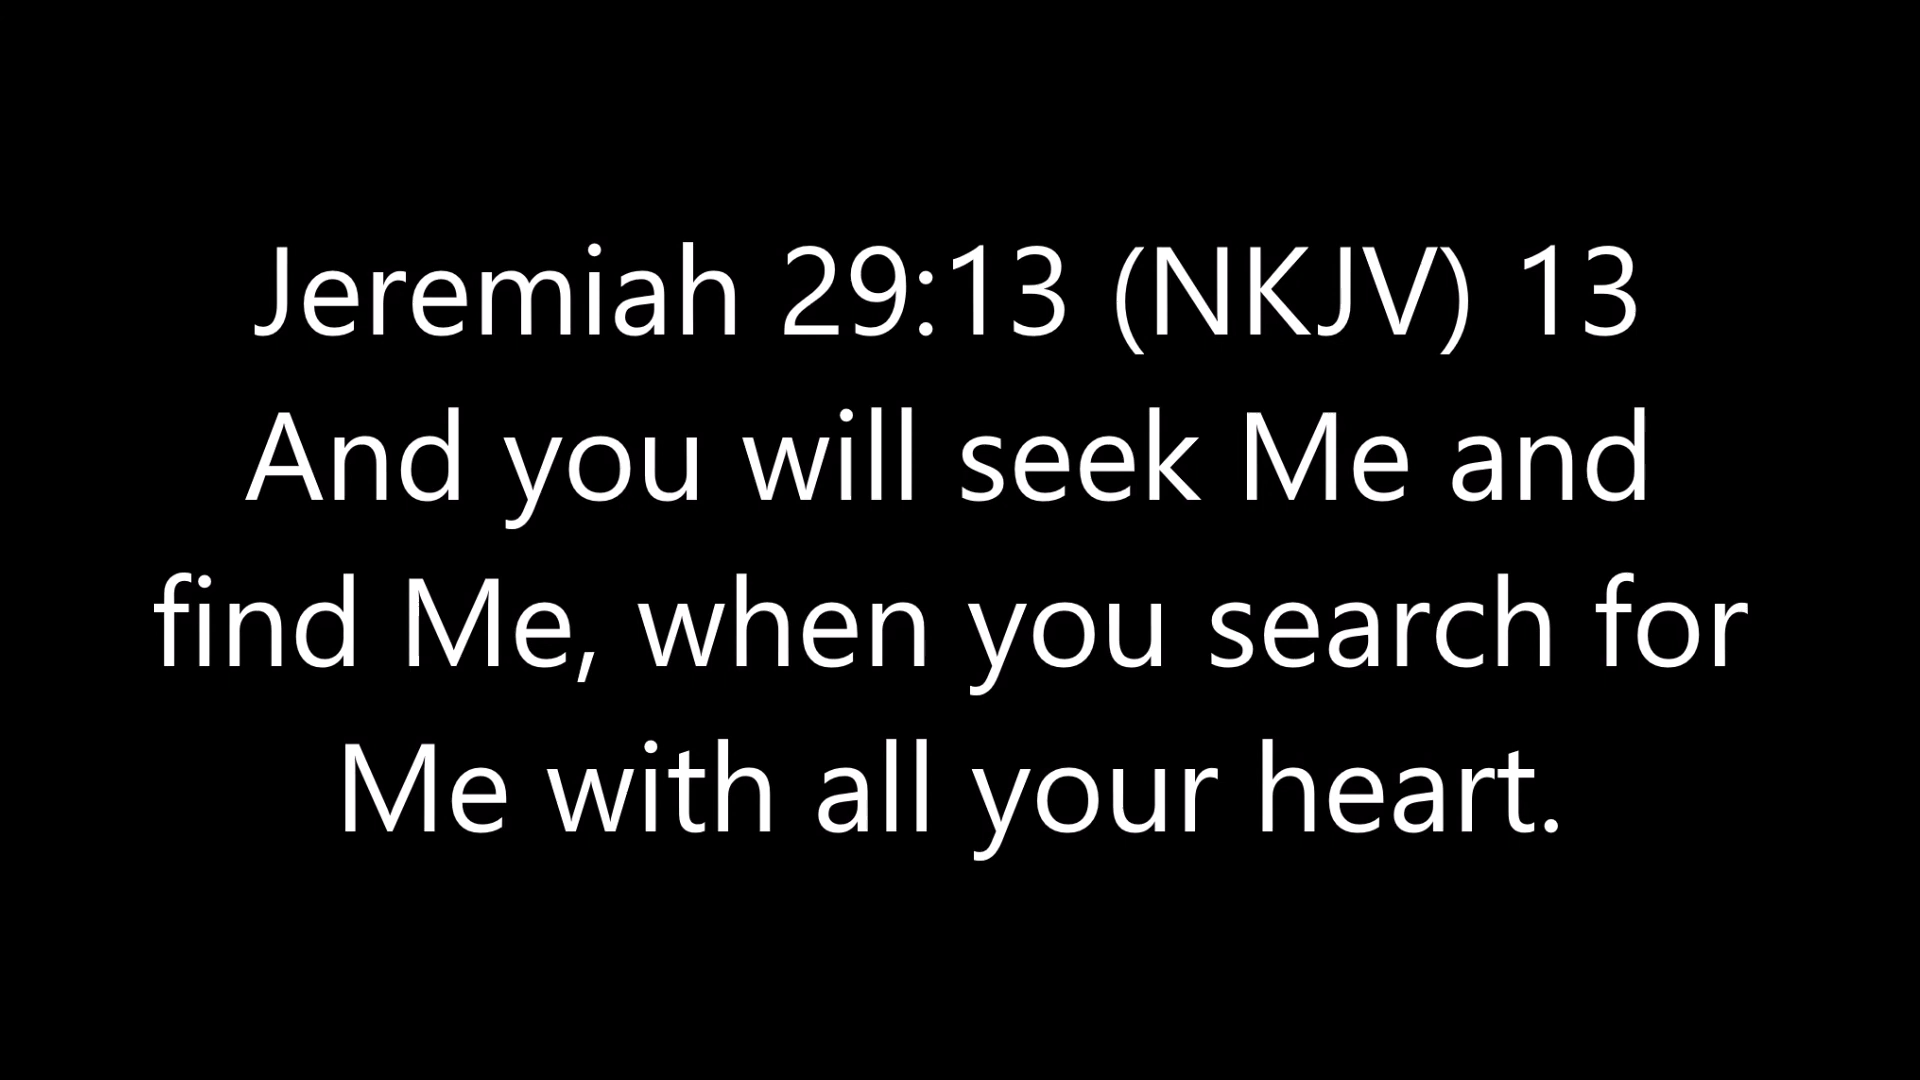 Jeremiah 29:13 (NKJV) 13
And you will seek Me and
find Me, when you search for
Me with all your heart.